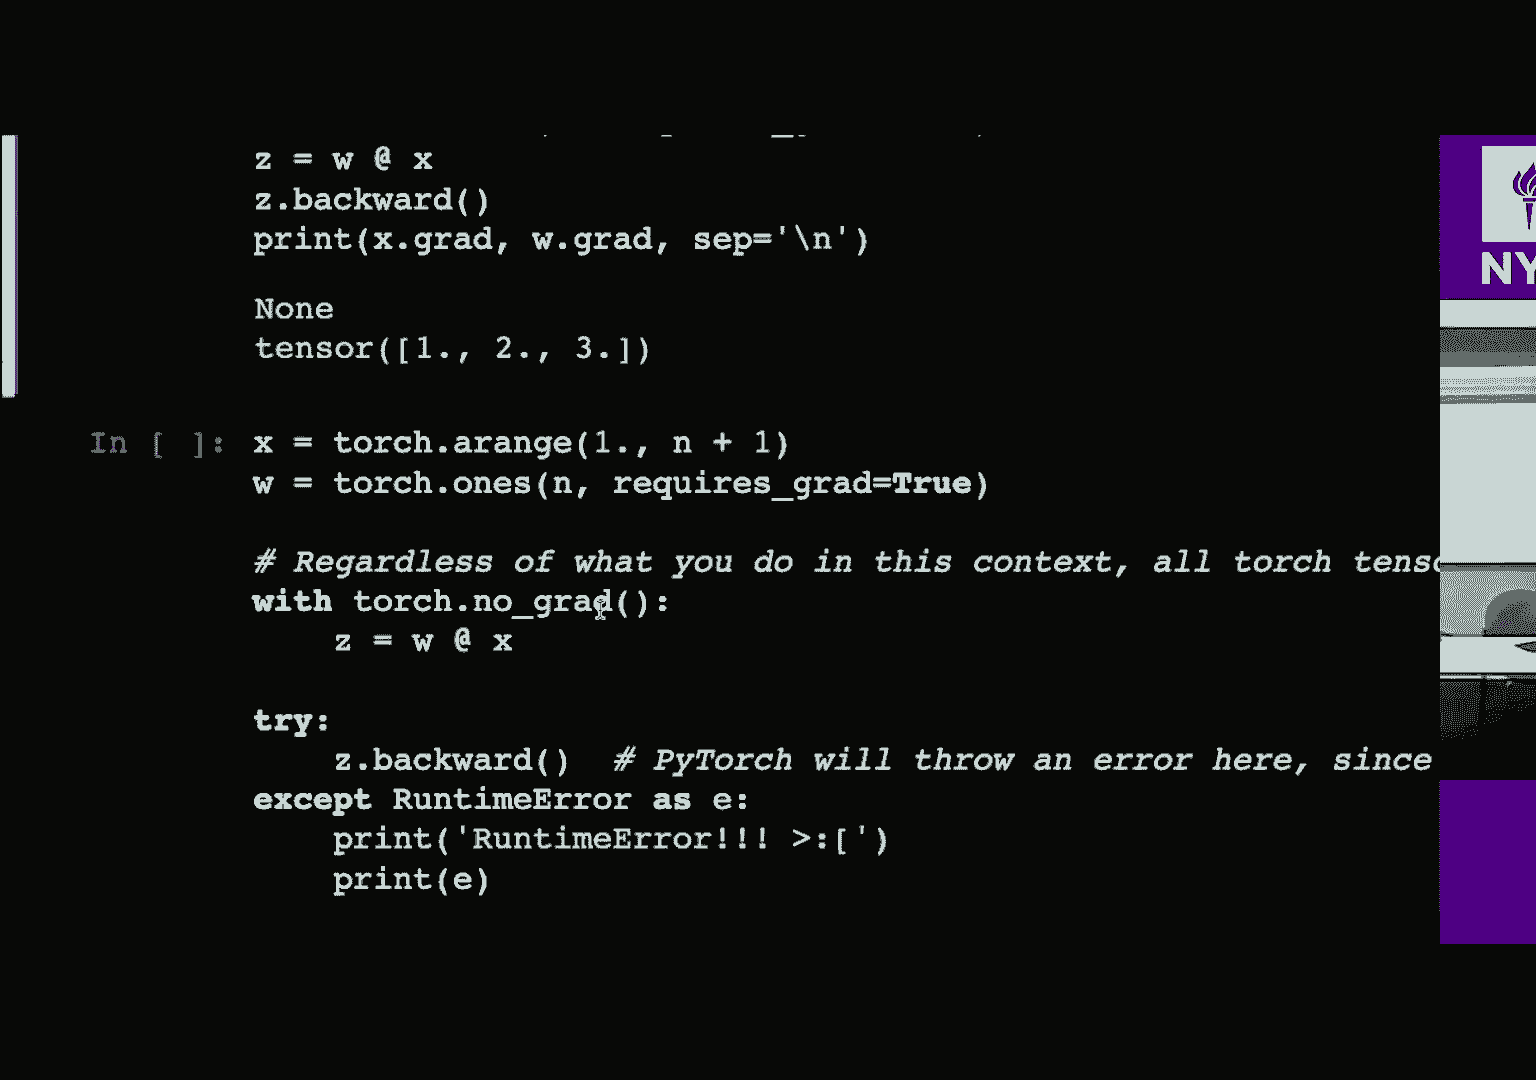 z = w @ x
z.backward()
print(x.grad, w.grad, sep='\n')
None
tensor([1., 2., 3.])
In [ ]: x = torch.arange(1., n + 1)
w = torch.ones(n, requires_grad=True)
# Regardless of what you do in this context, all torch
with torch.no_grad():
z = w @ x
try:
z.backward()  # PyTorch will throw an error here, since
except RuntimeError as e:
print('RuntimeError!!! >:[')
print(e)
NY